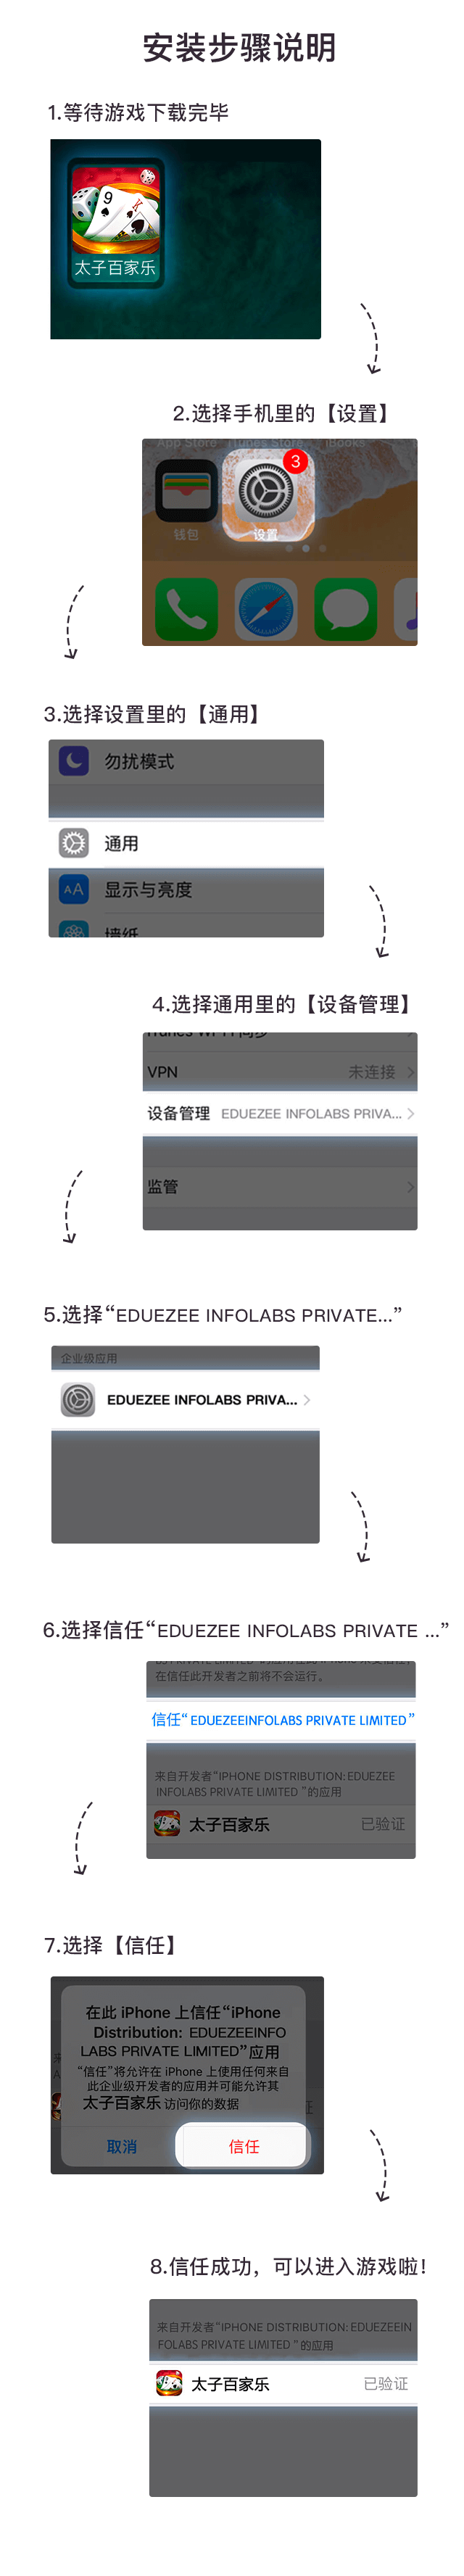 安装步骤说明
1.等待游戏下载完毕
9
K
太子百家乐
2.选择手机里的【设置】
App Store iTunes Store iBooks
3
钱包
设置
3.选择设置里的【通用】
勿扰模式
通用
AA 显示与亮度
墙纸
4.选择通用里的【设备管理】
iTunes Wi-Fi 同步
VPN 未连接
设备管理 EDUEZEE INFOLABS PRIVA...
监管
5.选择“EDUEZEE INFOLABS PRIVATE...”
企业级应用
EDUEZEE INFOLABS PRIVA...
6.选择信任“EDUEZEE INFOLABS PRIVATE ...”
在信任此开发者之前将不会运行。
信任“EDUEZEEINFOLABS PRIVATE LIMITED”
来自开发者“IPHONE DISTRIBUTION: EDUEZEE
INFOLABS PRIVATE LIMITED ”的应用
太子百家乐 已验证
7.选择【信任】
在此 iPhone 上信任“iPhone
Distribution: EDUEZEEINFO
LABS PRIVATE LIMITED”应用
“信任”将允许在 iPhone 上使用任何来自
此企业级开发者的应用并可能允许其
太子百家乐 访问你的数据
证
取消 信任
8.信任成功，可以进入游戏啦！
来自开发者“IPHONE DISTRIBUTION: EDUEZEEIN
FOLABS PRIVATE LIMITED ”的应用
太子百家乐 已验证